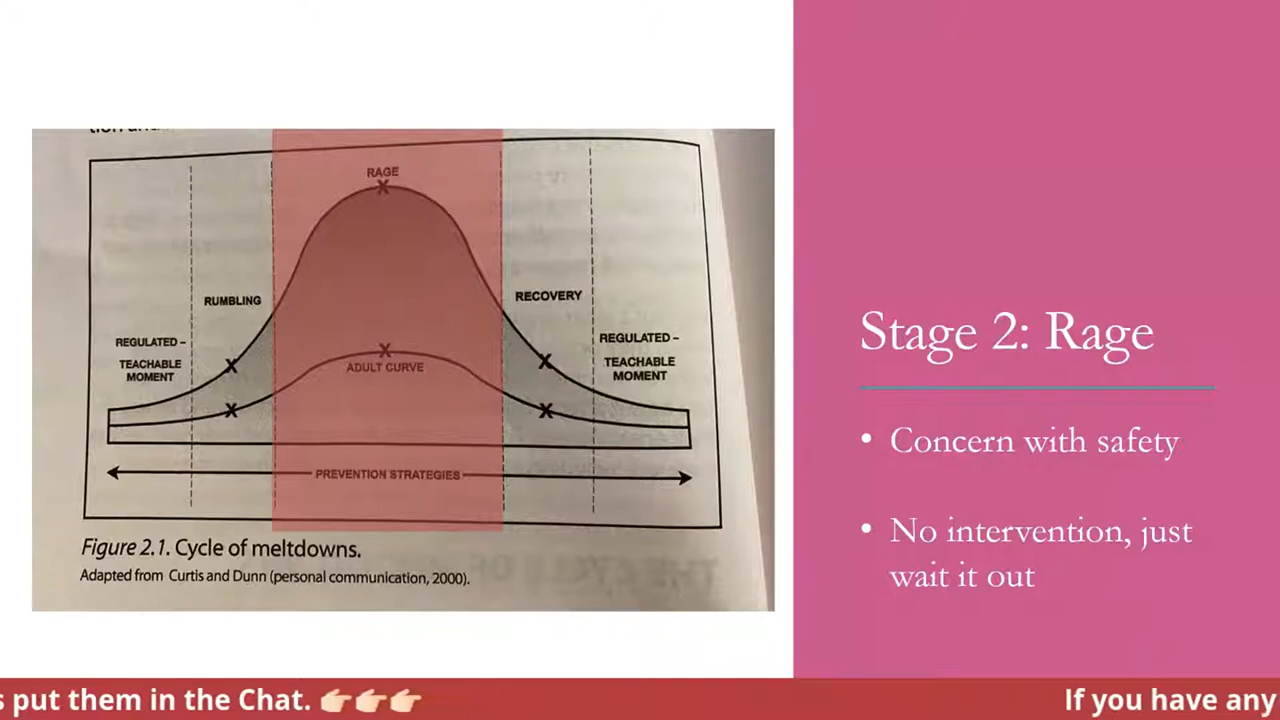 RAGE
RUMBLING
RECOVERY
REGULATED –
TEACHABLE
MOMENT
ADULT CURVE
REGULATED –
TEACHABLE
MOMENT
PREVENTION STRATEGIES
Figure 2.1. Cycle of meltdowns.
Adapted from Curtis and Dunn (personal communication, 2000).
Stage 2: Rage
• Concern with safety
• No intervention, just
wait it out
s put them in the Chat. 👉🏻👉🏻👉🏻
If you have any